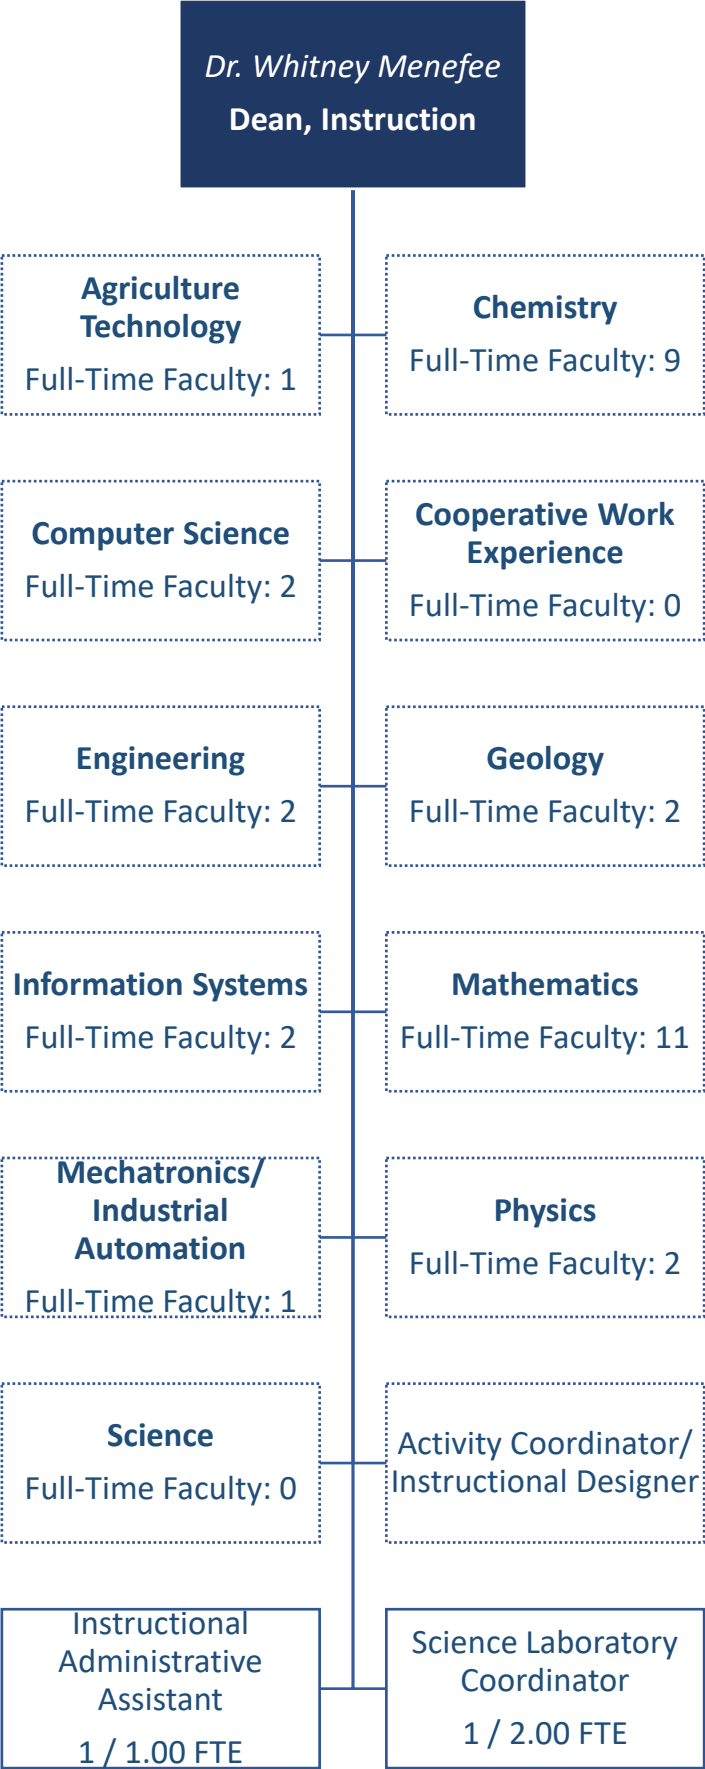 Dr. Whitney Menefee
Dean, Instruction
Agriculture
Technology
Full-Time Faculty: 1
Chemistry
Full-Time Faculty: 9
Computer Science
Full-Time Faculty: 2
Cooperative Work
Experience
Full-Time Faculty: 0
Engineering
Full-Time Faculty: 2
Geology
Full-Time Faculty: 2
Information Systems
Full-Time Faculty: 2
Mathematics
Full-Time Faculty: 11
Mechatronics/
Industrial
Automation
Full-Time Faculty: 1
Physics
Full-Time Faculty: 2
Science
Full-Time Faculty: 0
Activity Coordinator/
Instructional Designer
Instructional
Administrative
Assistant
1 / 1.00 FTE
Science Laboratory
Coordinator
1 / 2.00 FTE